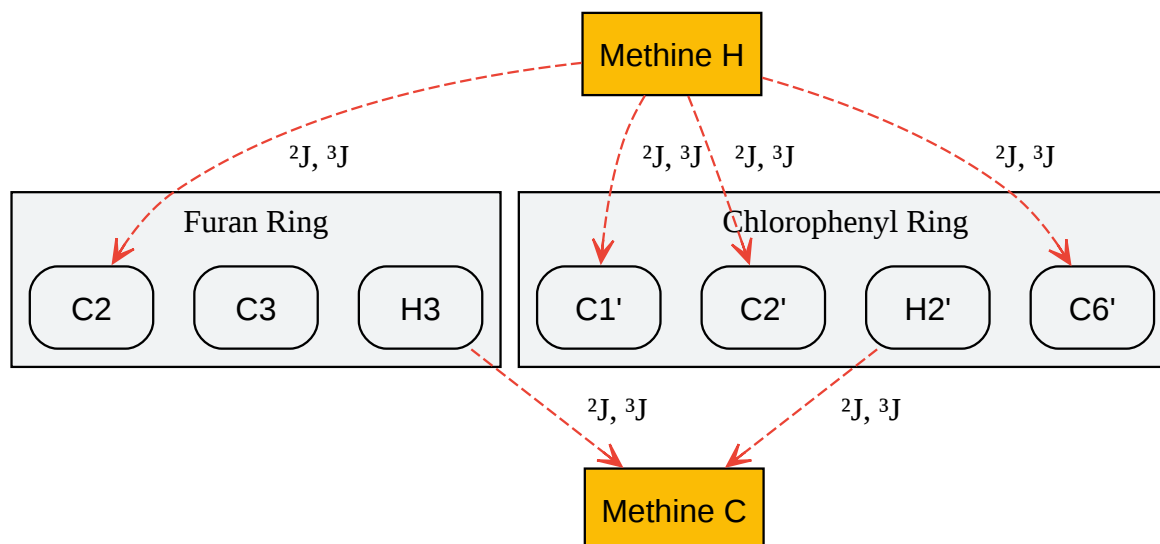 Methine H
²J, ³J
²J, ³J
²J, ³J
²J, ³J
Furan Ring
Chlorophenyl Ring
C2
C3
H3
C1'
C2'
H2'
C6'
²J, ³J
²J, ³J
Methine C